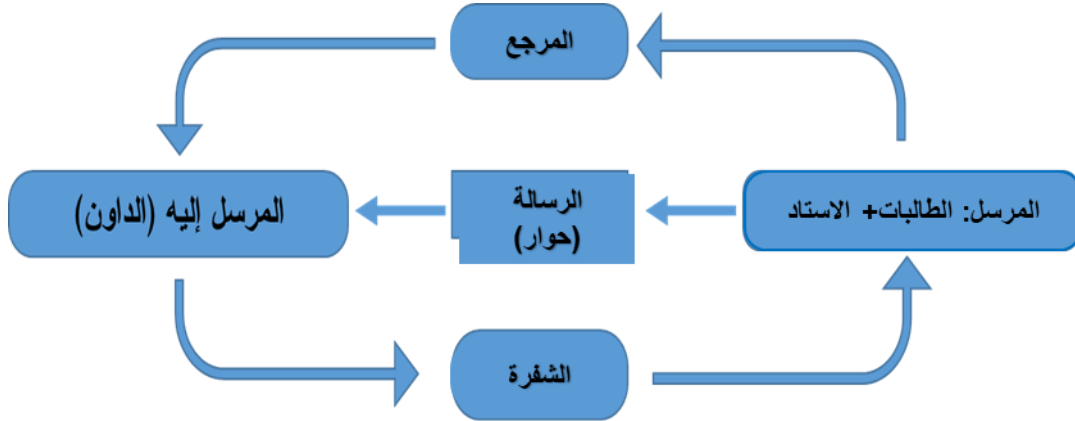 المرجع
المرسل: الطالبات+ الاستاد
الرسالة
(حوار)
المرسل إليه (الداون)
الشفرة